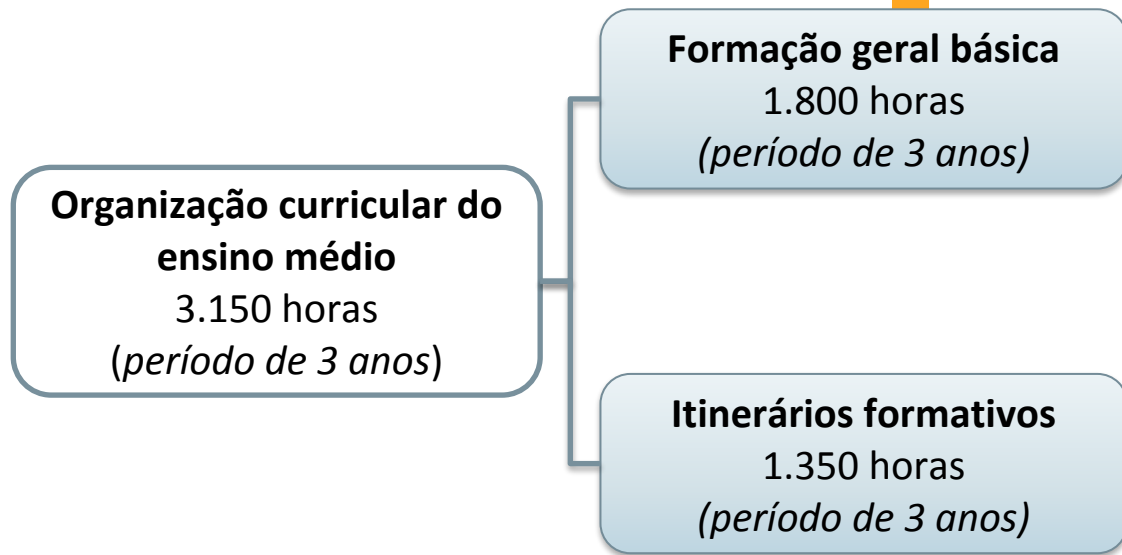 Formação geral básica
1.800 horas
(período de 3 anos)
Organização curricular do
ensino médio
3.150 horas
(período de 3 anos)
Itinerários formativos
1.350 horas
(período de 3 anos)